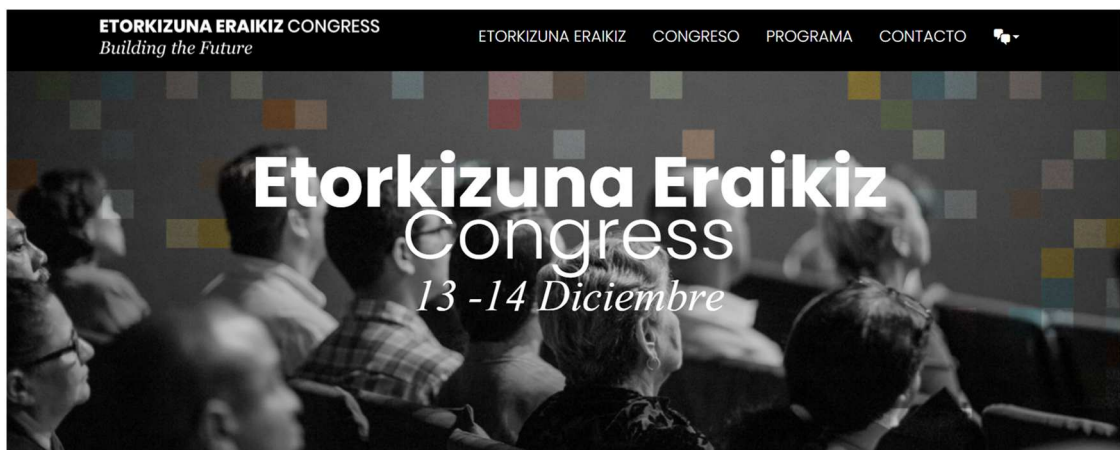 ETORKIZUNA ERAIKIZ CONGRESS
Building the Future
ETORKIZUNA ERAIKIZ CONGRESO PROGRAMA CONTACTO
Etorkizuna Eraikiz
Congress
13 -14 Diciembre